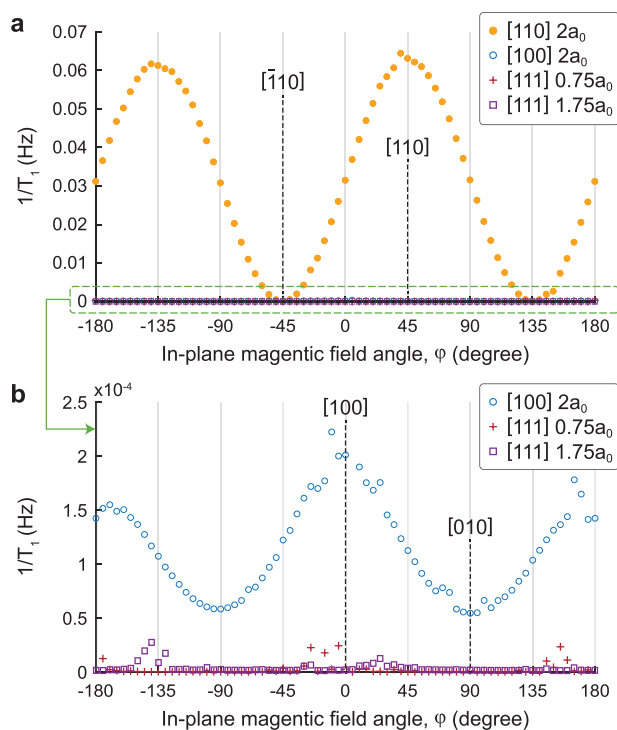 a
[110] 2a0
[100] 2a0
[111] 0.75a0
[111] 1.75a0
0.07
0.06
0.05
0.04
0.03
0.02
0.01
0
1/T1 (Hz)
[1̅10]
[110]
-180 -135 -90 -45 0 45 90 135 180
In-plane magentic field angle, φ (degree)
b
x10-4
[100] 2a0
[111] 0.75a0
[111] 1.75a0
2.5
2
1.5
1
0.5
0
1/T1 (Hz)
[100]
[010]
-180 -135 -90 -45 0 45 90 135 180
In-plane magentic field angle, φ (degree)